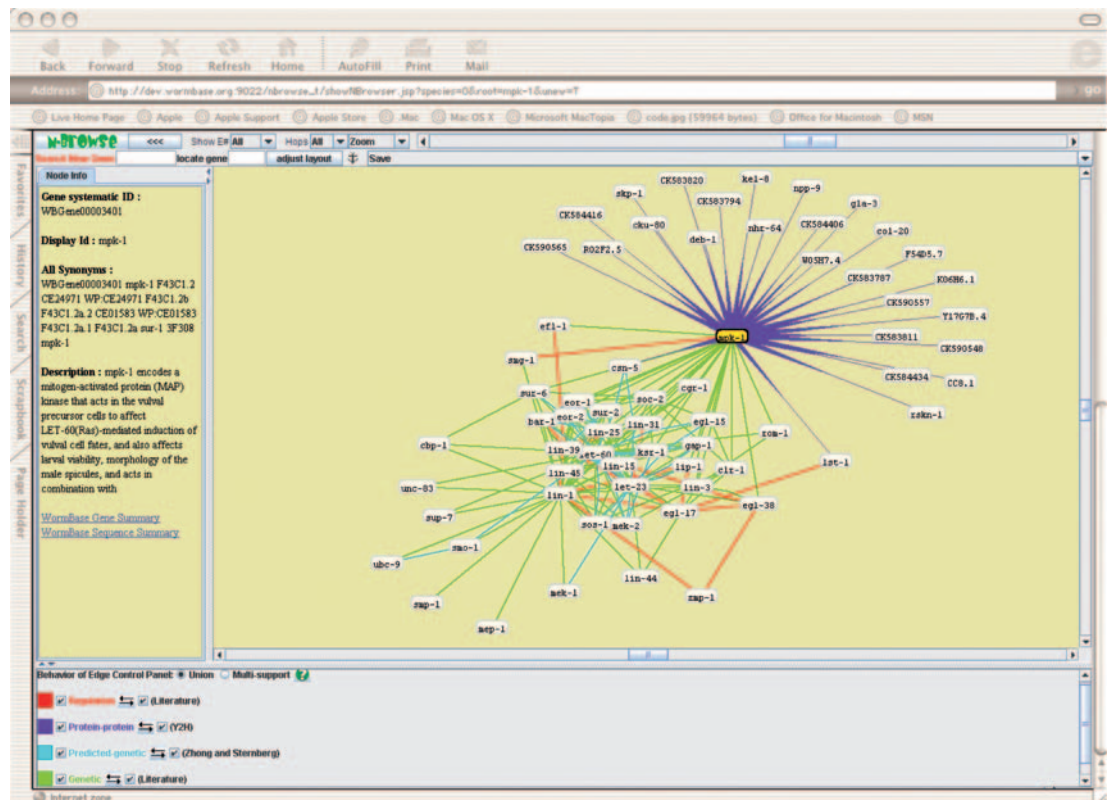 Back Forward Stop Refresh Home AutoFill Print Mail
Address: http://dev.wormbase.org:9022/nbrowse_t/showNBrowser.jsp?species=0&root=mpk-1&unew=T go
Live Home Page Apple Apple Support Apple Store .Mac Mac OS X Microsoft MacTopia code.jpg (59964 bytes) Office for Macintosh MSN
N-BROWSE <<< Show E# All Hops All Zoom
locate gene adjust layout Save
Favorites
History
Search
Scrapbook
Page Holder
Node Info
Gene systematic ID :
WBGene00003401
Display Id : mpk-1
All Synonyms :
WBGene00003401 mpk-1 F43C1.2
CE24971 WP:CE24971 F43C1.2b
F43C1.2a.2 CE01583 WP:CE01583
F43C1.2a.1 F43C1.2a sur-1 3F308
mpk-1
Description : mpk-1 encodes a
mitogen-activated protein (MAP)
kinase that acts in the vulval
precursor cells to affect
LET-60(Ras)-mediated induction of
vulval cell fates, and also affects
larval viability, morphology of the
male spicules, and acts in
combination with
WormBase Gene Summary
WormBase Sequence Summary
CK583820
kel-8
skp-1
npp-9
CK583794
gla-3
CK584416
cku-80
nhr-64
CK584406
col-20
deb-1
CK590565
R02F2.5
W05H7.4
F54D5.7
CK583787
K06H6.1
CK590557
Y17G7B.4
efl-1
mpk-1
CK583811
CK590548
smg-1
csn-5
CK584434
CC8.1
sur-6
cgr-1
eor-1
soc-2
rskn-1
bar-1
eor-2
sur-2
lin-25
lin-31
egl-15
rom-1
cbp-1
lin-39
let-60
ksr-1
gap-1
lst-1
lin-45
lin-15
lip-1
clr-1
unc-83
lin-1
let-23
lin-3
egl-38
sup-7
sos-1
mek-2
egl-17
smo-1
ubc-9
lin-44
smp-1
mek-1
zmp-1
mep-1
Behavior of Edge Control Panel: Union Multi-support ?
Regulation (Literature)
Protein-protein (Y2H)
Predicted-genetic (Zhong and Sternberg)
Genetic (Literature)
Internet zone